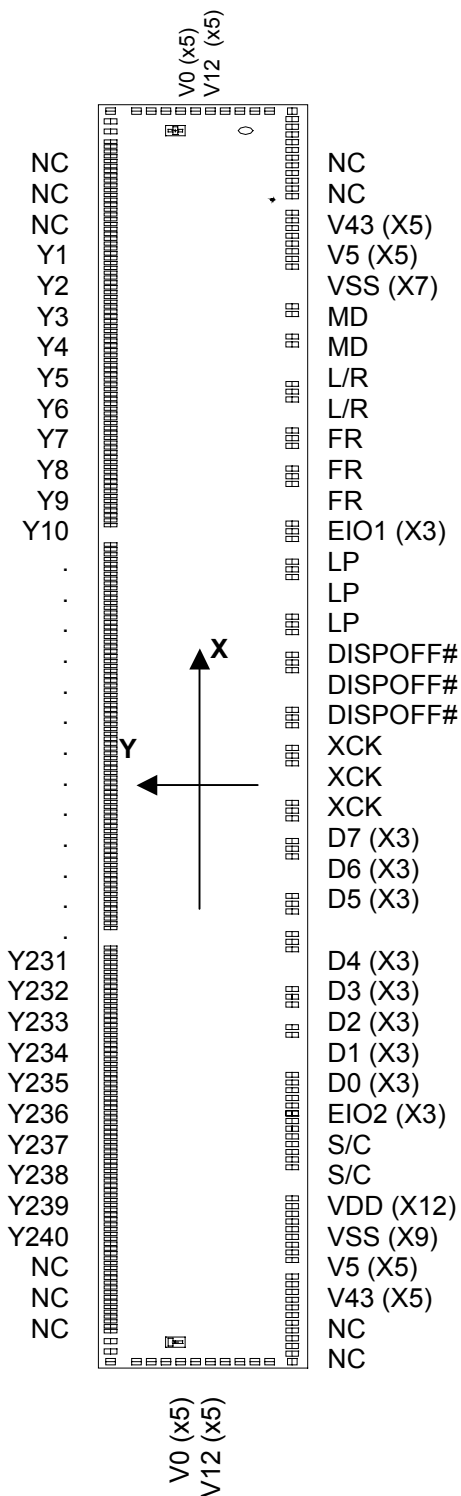 V0 (x5)
V12 (x5)
NC NC
NC NC
NC V43 (X5)
Y1 V5 (X5)
Y2 VSS (X7)
Y3 MD
Y4 MD
Y5 L/R
Y6 L/R
Y7 FR
Y8 FR
Y9 FR
Y10 EIO1 (X3)
. LP
. LP
. LP
X
. DISPOFF#
. DISPOFF#
. DISPOFF#
Y
. XCK
. XCK
. XCK
. D7 (X3)
. D6 (X3)
. D5 (X3)
.
Y231 D4 (X3)
Y232 D3 (X3)
Y233 D2 (X3)
Y234 D1 (X3)
Y235 D0 (X3)
Y236 EIO2 (X3)
Y237 S/C
Y238 S/C
Y239 VDD (X12)
Y240 VSS (X9)
NC V5 (X5)
NC V43 (X5)
NC NC
NC
V0 (x5)
V12 (x5)